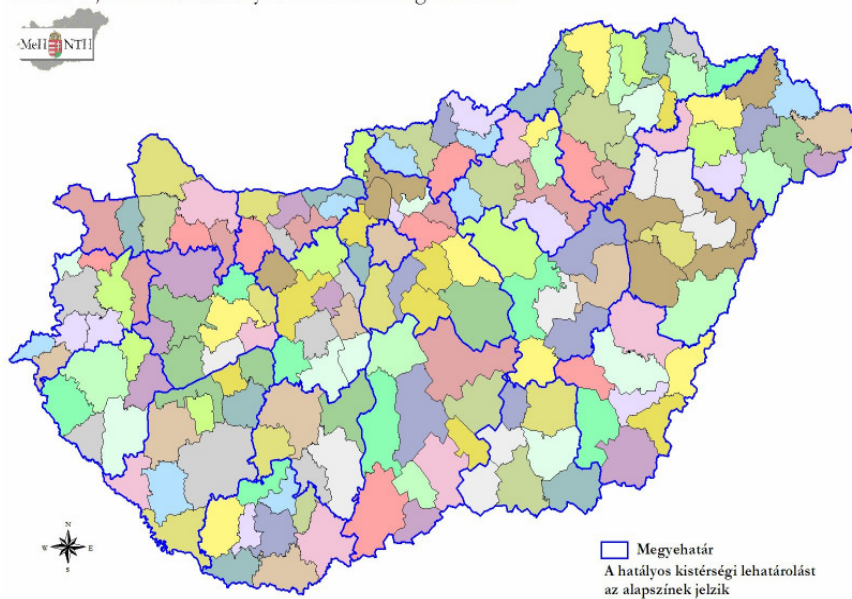 MeH NTH
N
W E
S
Megyehatár
A hatályos kistérségi lehatárolást
az alapszínek jelzik